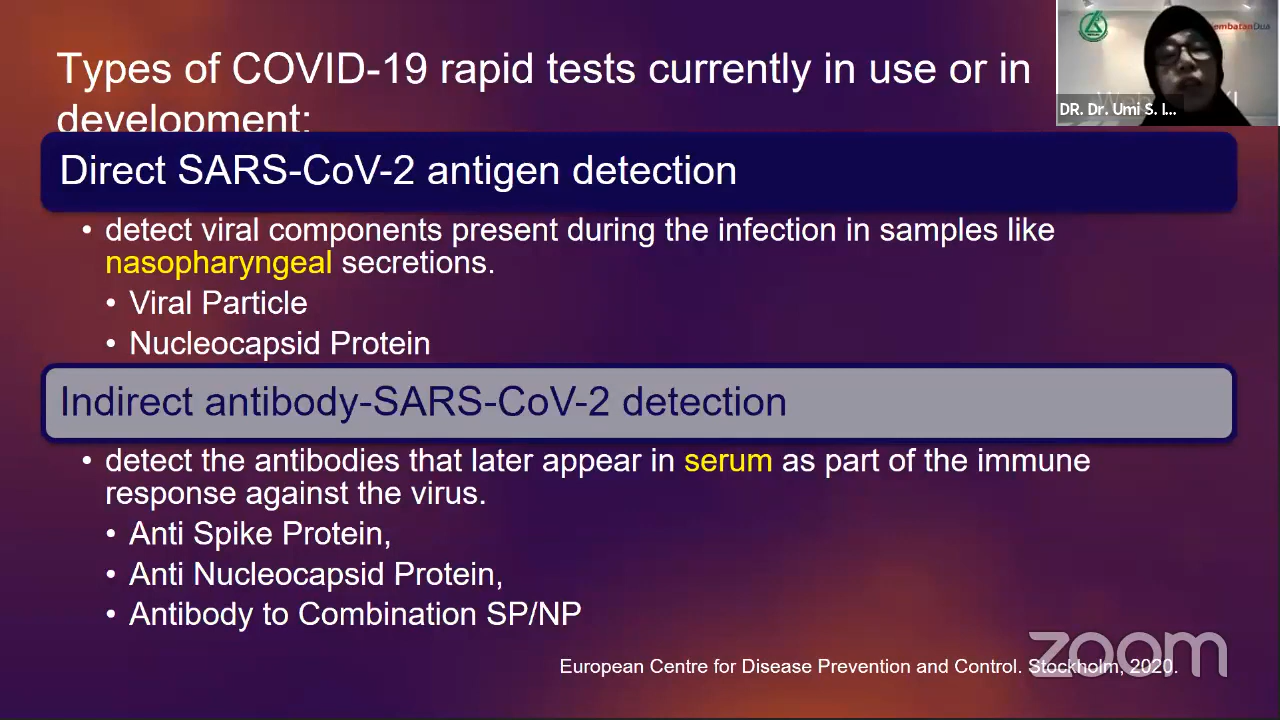 Types of COVID-19 rapid tests currently in use or in
development:
Direct SARS-CoV-2 antigen detection
• detect viral components present during the infection in samples like
nasopharyngeal secretions.
• Viral Particle
• Nucleocapsid Protein
Indirect antibody-SARS-CoV-2 detection
• detect the antibodies that later appear in serum as part of the immune
response against the virus.
• Anti Spike Protein,
• Anti Nucleocapsid Protein,
• Antibody to Combination SP/NP
European Centre for Disease Prevention and Control. Stockholm, 2020.
zoom
DR. Dr. Umi S. I...